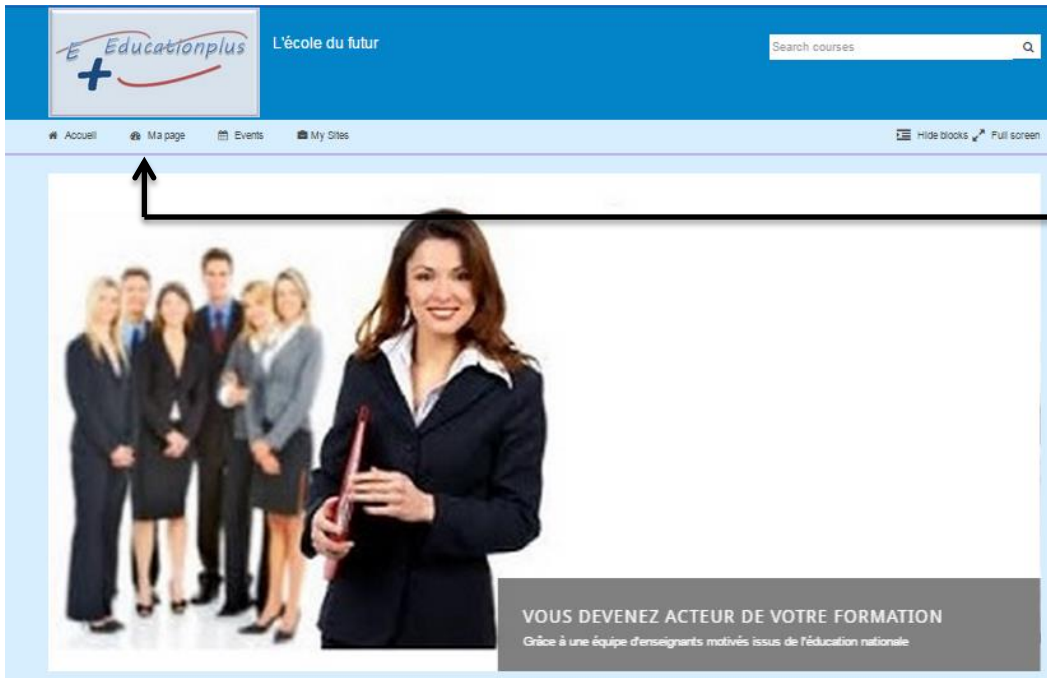 E Educationplus
L'école du futur
Search courses
Accueil Ma page Events My Sites Hide blocks Full screen
VOUS DEVENEZ ACTEUR DE VOTRE FORMATION
Grâce à une équipe d'enseignants motivés issus de l'éducation nationale